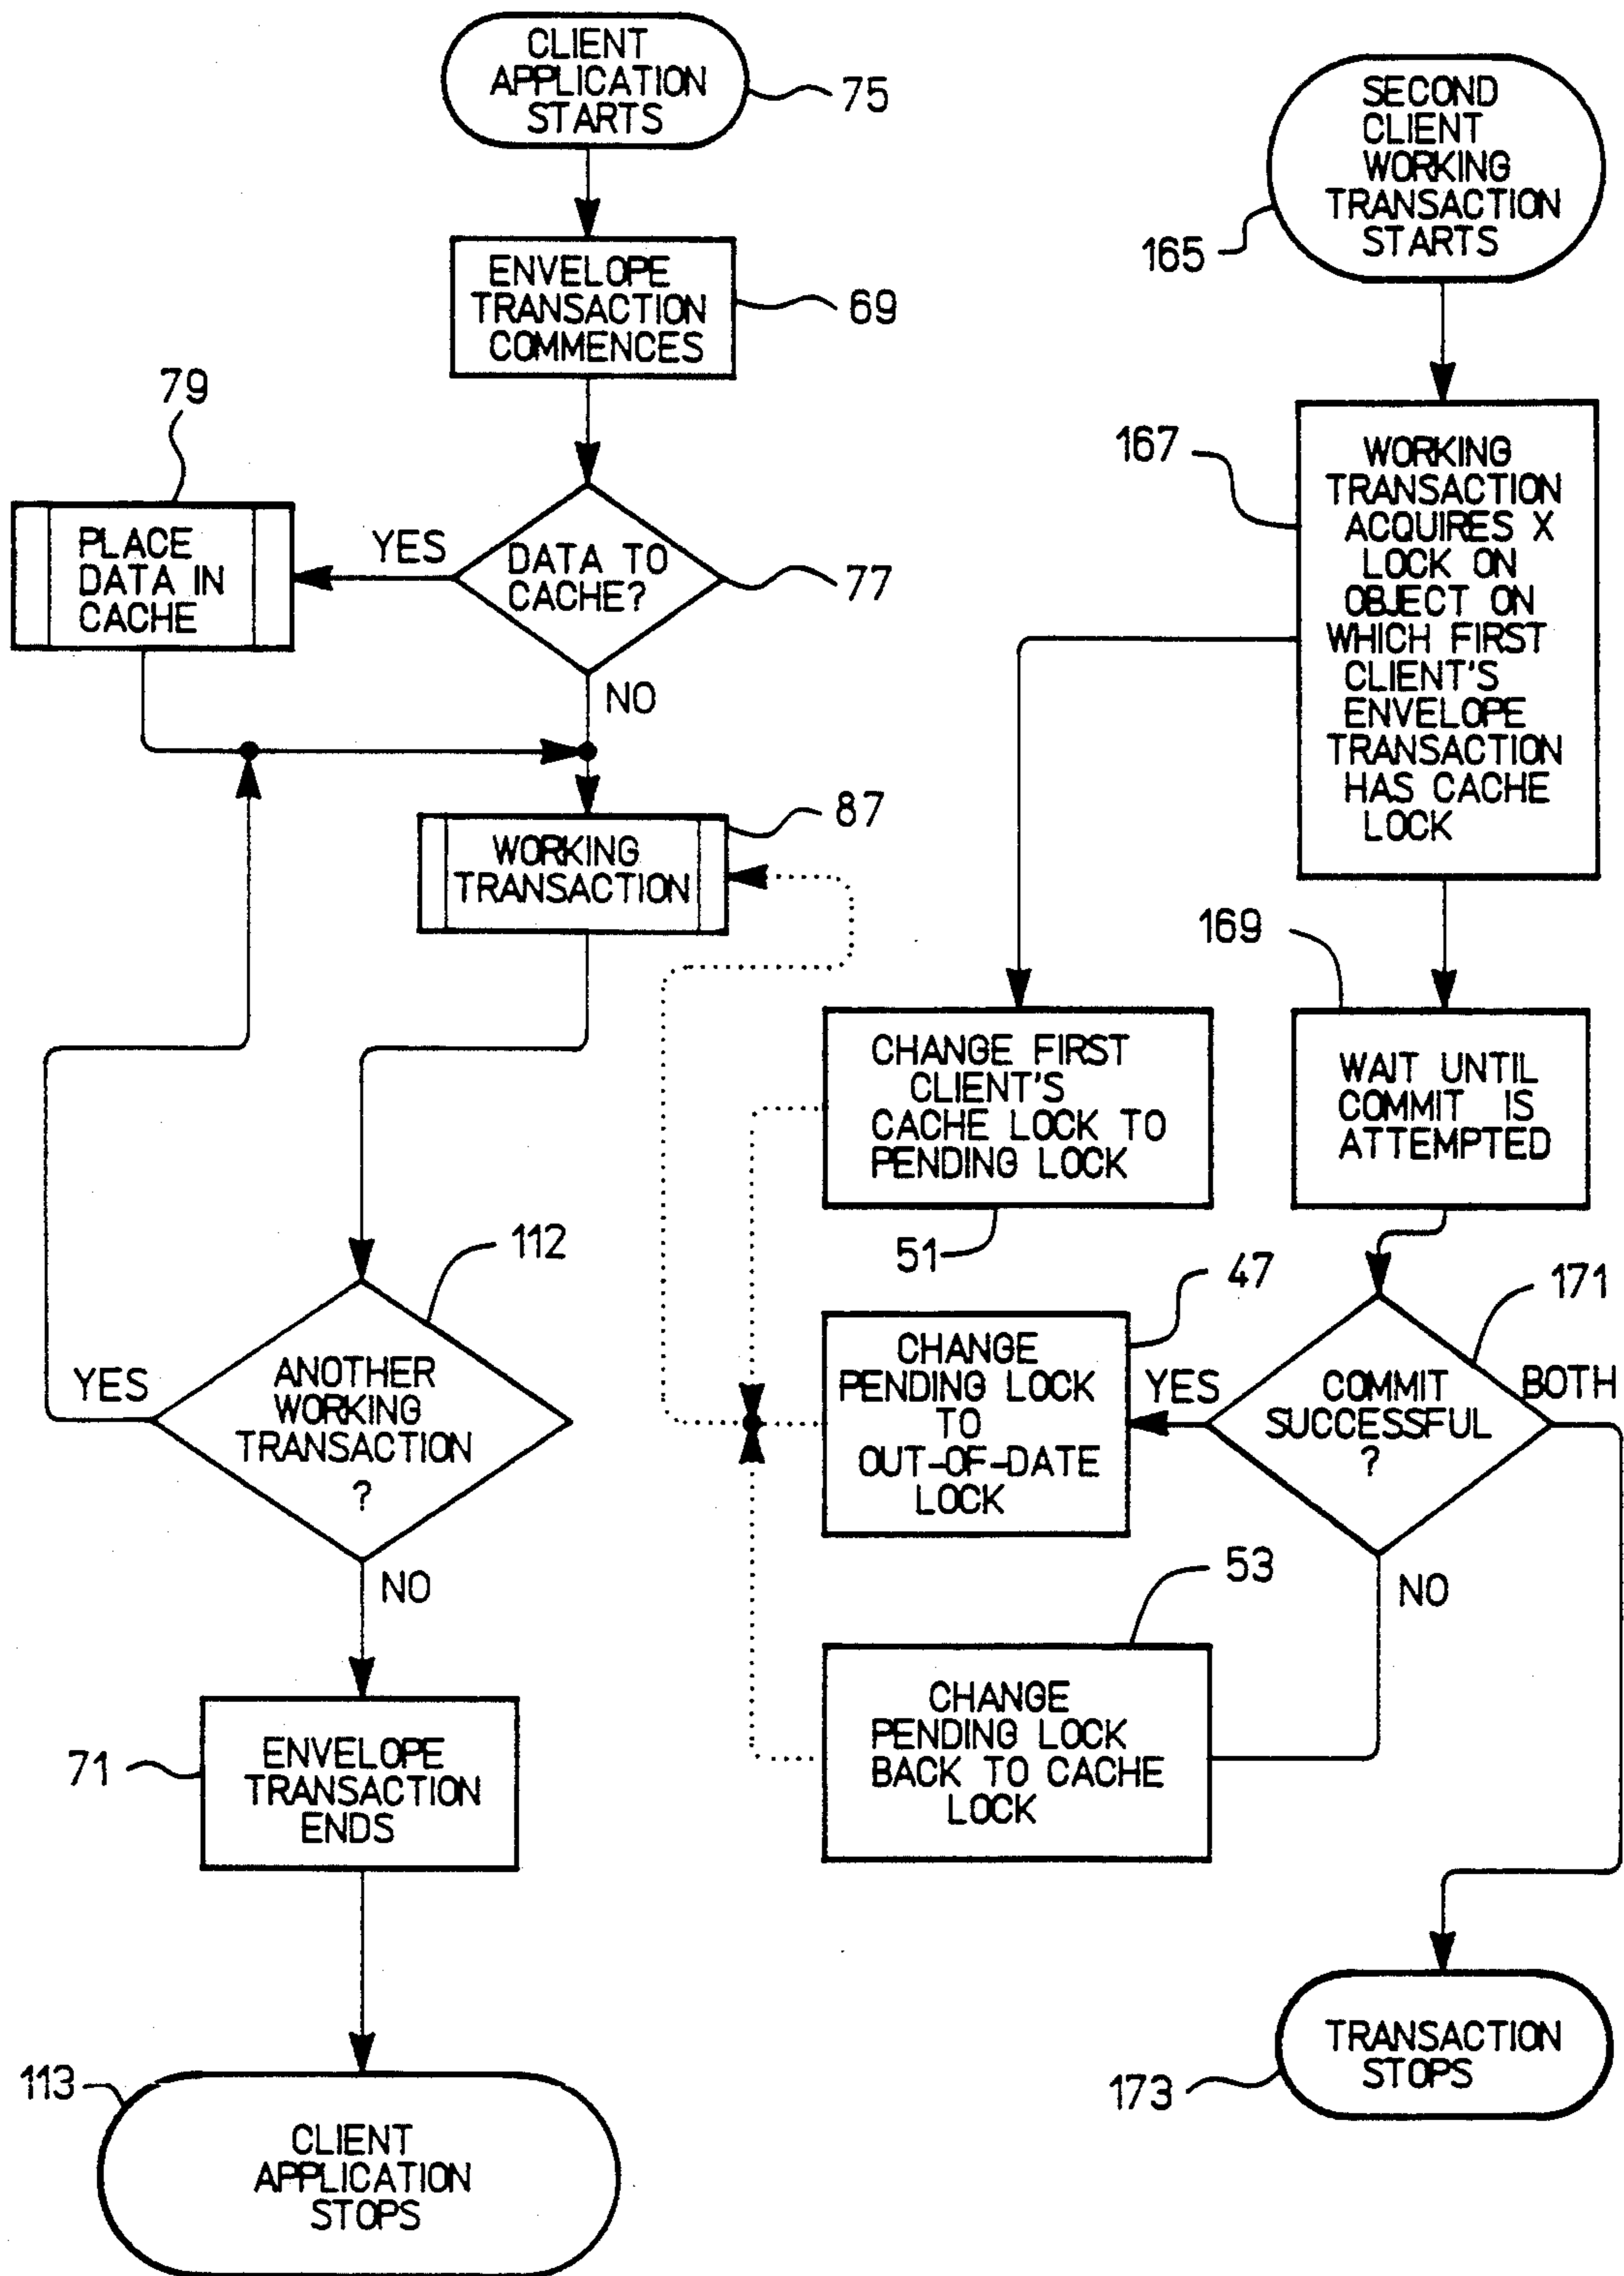 CLIENT
APPLICATION
STARTS
75
ENVELOPE
TRANSACTION
COMMENCES
69
79
PLACE
DATA IN
CACHE
YES
DATA TO
CACHE?
77
NO
WORKING
TRANSACTION
87
112
YES
ANOTHER
WORKING
TRANSACTION
?
NO
71
ENVELOPE
TRANSACTION
ENDS
113
CLIENT
APPLICATION
STOPS
SECOND
CLIENT
WORKING
TRANSACTION
STARTS
165
167
WORKING
TRANSACTION
ACQUIRES X
LOCK ON
OBJECT ON
WHICH FIRST
CLIENT'S
ENVELOPE
TRANSACTION
HAS CACHE
LOCK
169
WAIT UNTIL
COMMIT IS
ATTEMPTED
CHANGE FIRST
CLIENT'S
CACHE LOCK TO
PENDING LOCK
51
47
CHANGE
PENDING LOCK
TO
OUT-OF-DATE
LOCK
YES
171
COMMIT
SUCCESSFUL
?
BOTH
NO
53
CHANGE
PENDING LOCK
BACK TO CACHE
LOCK
TRANSACTION
STOPS
173